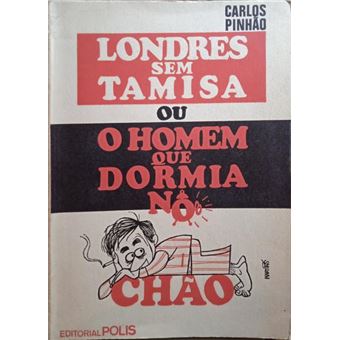 CARLOS
PINHÃO
LONDRES
SEM
TAMISA
OU
O HOMEM
QUE
DORMIA
NO
CHÃO
EDITORIAL POLIS